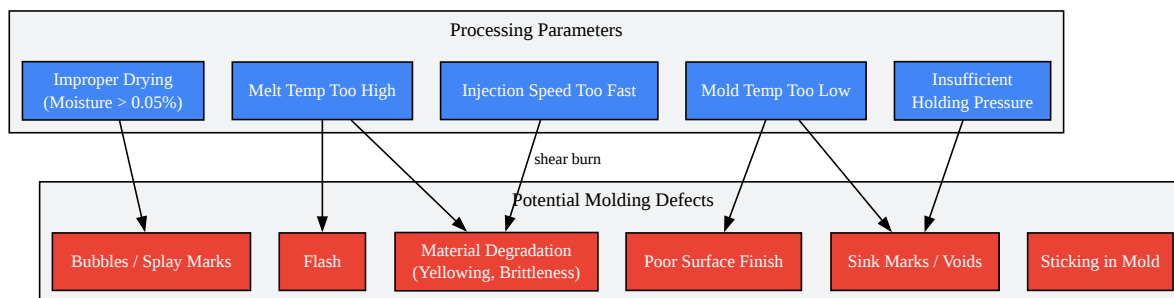 Processing Parameters
Improper Drying
(Moisture > 0.05%)
Melt Temp Too High
Injection Speed Too Fast
Mold Temp Too Low
Insufficient
Holding Pressure
shear burn
Potential Molding Defects
Bubbles / Splay Marks
Flash
Material Degradation
(Yellowing, Brittleness)
Poor Surface Finish
Sink Marks / Voids
Sticking in Mold